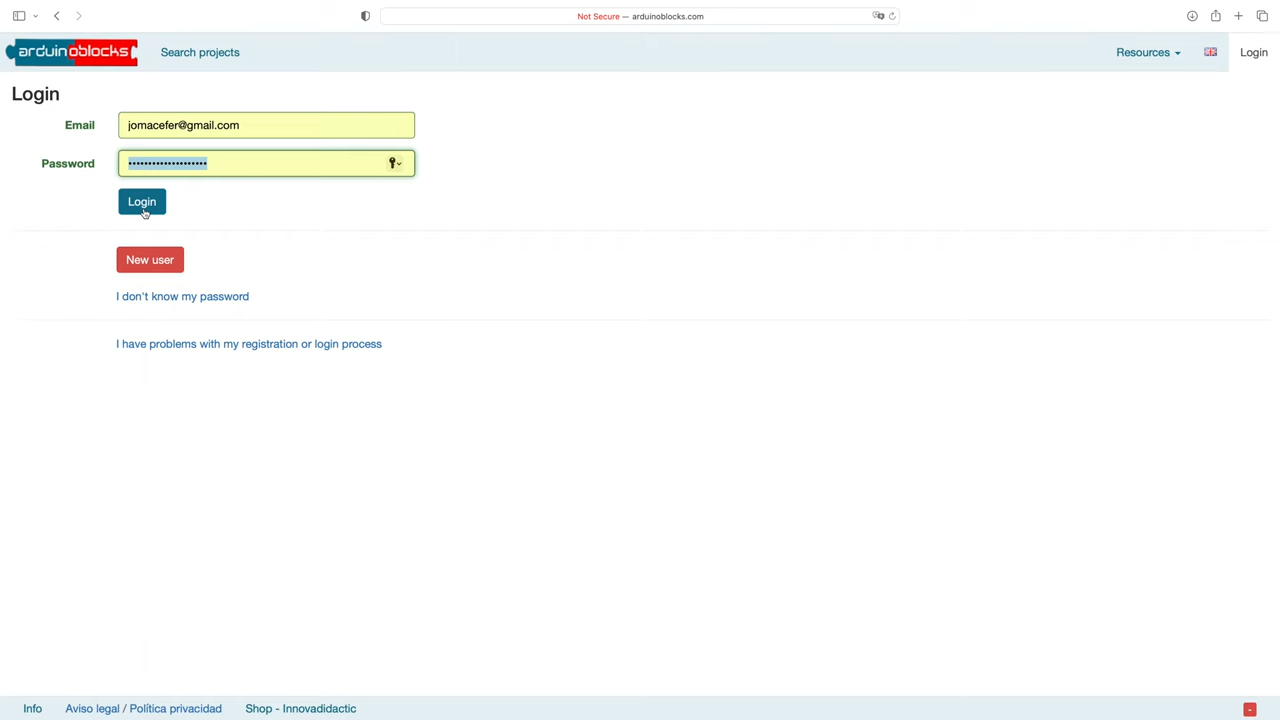 Not Secure — arduinoblocks.com
arduinoblocks
Search projects
Resources
Login
Login
Email
jomacefer@gmail.com
Password
••••••••••••••••••••
Login
New user
I don't know my password
I have problems with my registration or login process
Info
Aviso legal / Política privacidad
Shop - Innovadidactic
-